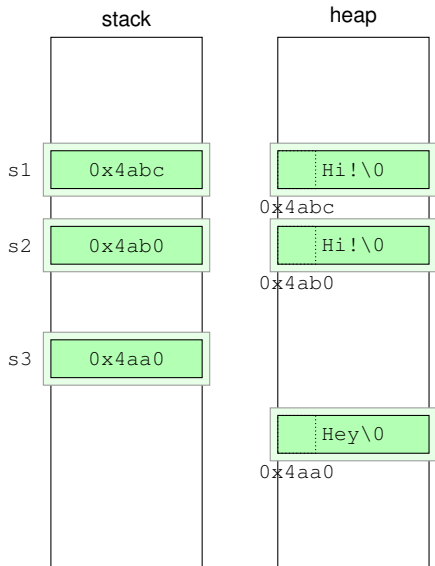 stack heap
s1 0x4abc Hi!\0
0x4abc
s2 0x4ab0 Hi!\0
0x4ab0
s3 0x4aa0
Hey\0
0x4aa0